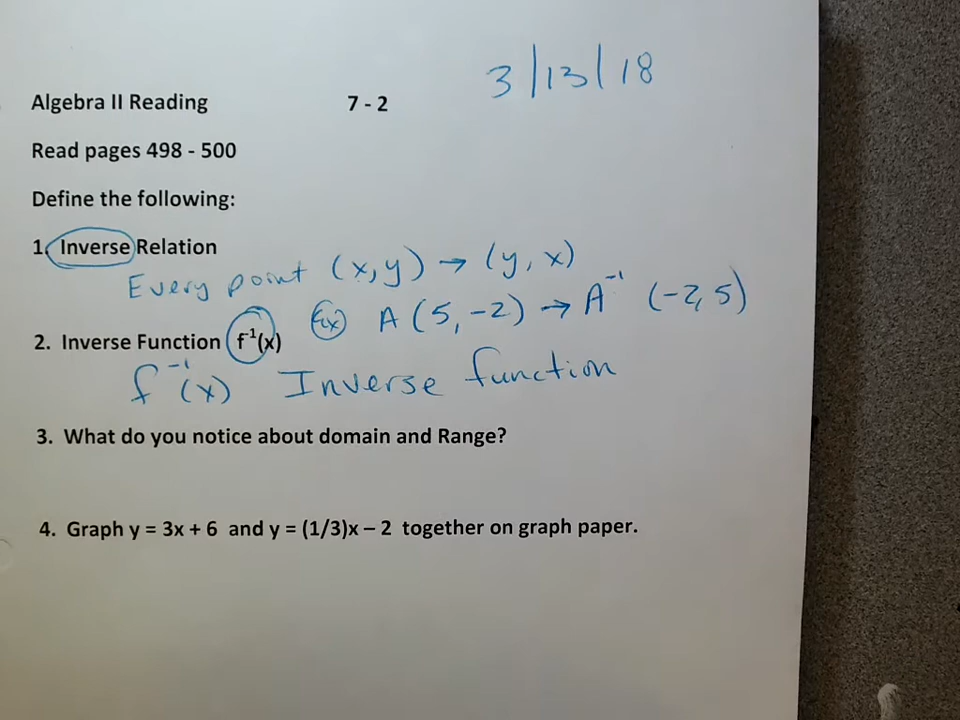 3/13/18
Algebra II Reading 7 - 2
Read pages 498 - 500
Define the following:
1. Inverse Relation
Every point (x,y) → (y,x)
Ex A (5,-2) → A⁻¹ (-2,5)
2. Inverse Function f⁻¹(x)
f⁻¹(x) Inverse function
3. What do you notice about domain and Range?
4. Graph y = 3x + 6 and y = (1/3)x – 2 together on graph paper.